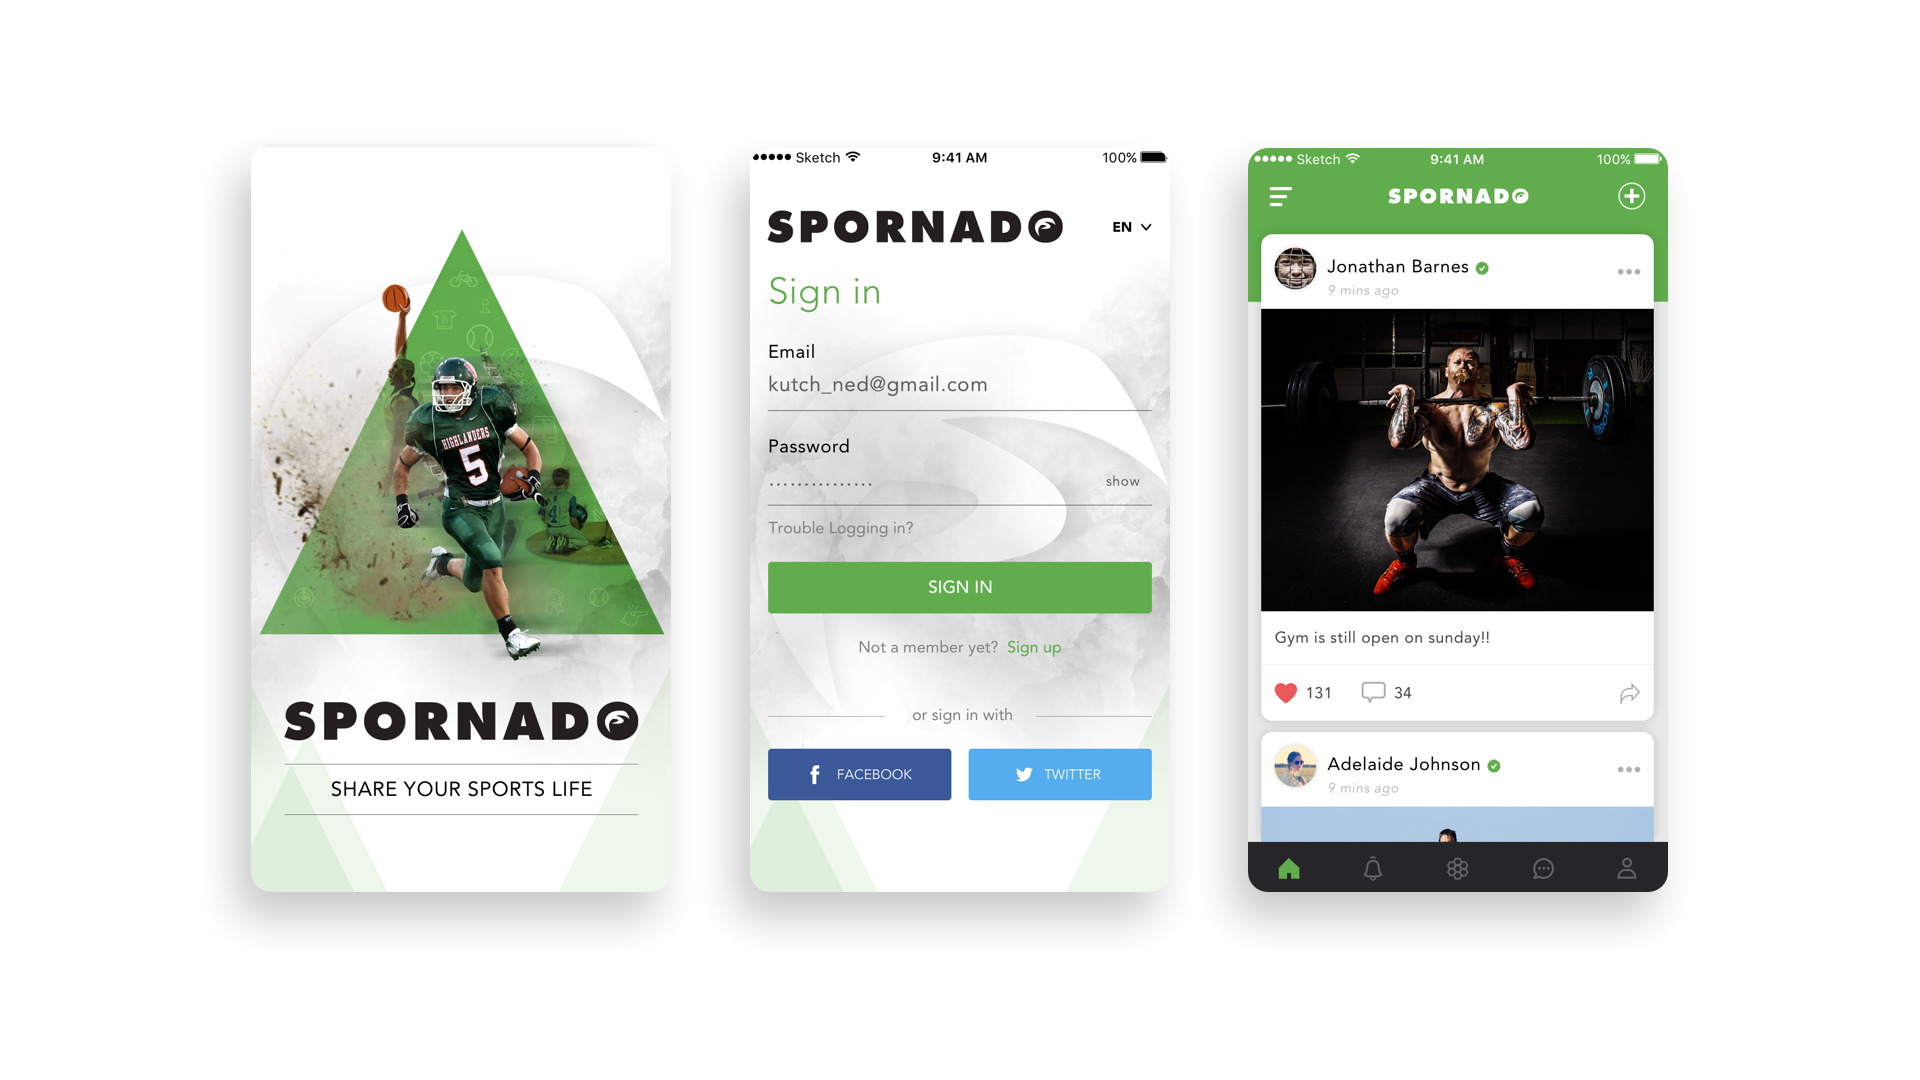 HIGHLANDERS
5
4
SPORNADO
SHARE YOUR SPORTS LIFE
Sketch 9:41 AM 100%
SPORNADO EN
Sign in
Email
kutch_ned@gmail.com
Password
............... show
Trouble Logging in?
SIGN IN
Not a member yet? Sign up
or sign in with
FACEBOOK TWITTER
Sketch 9:41 AM 100%
SPORNADO
Jonathan Barnes
9 mins ago
Gym is still open on sunday!!
131 34
Adelaide Johnson
9 mins ago